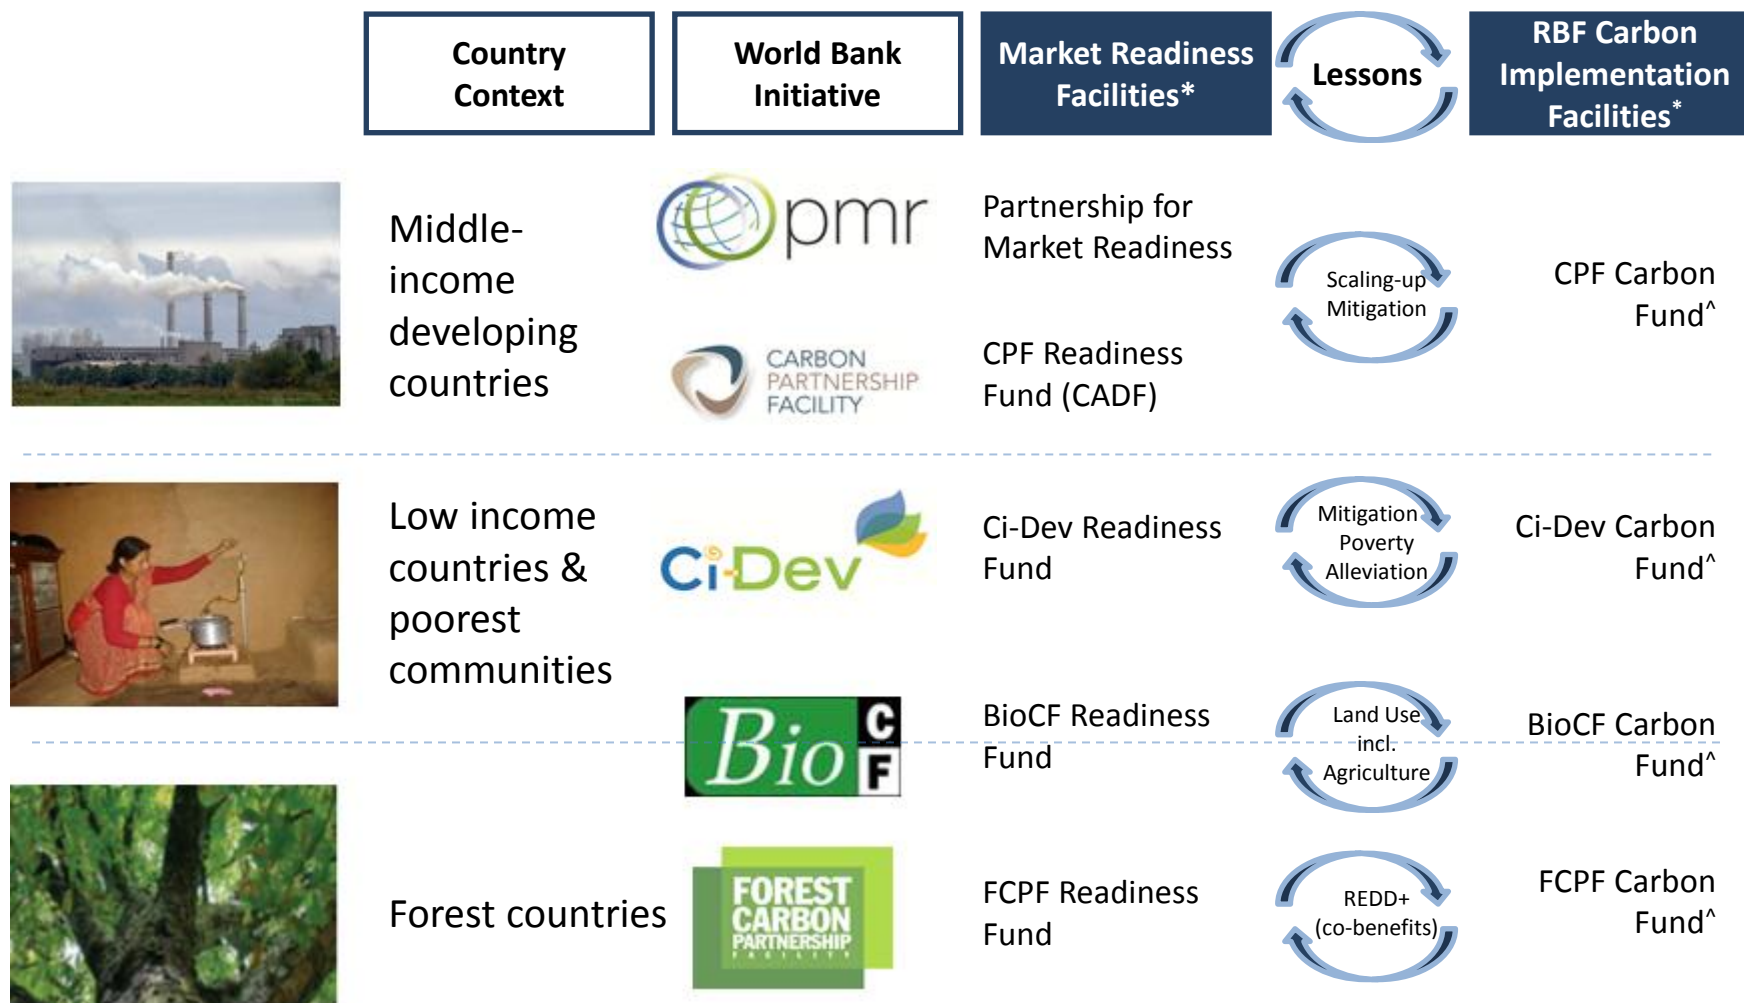 Country
Context
World Bank
Initiative
Market Readiness
Facilities*
Lessons
RBF Carbon
Implementation
Facilities*
Middle-
income
developing
countries
pmr
CARBON
PARTNERSHIP
FACILITY
Partnership for
Market Readiness
CPF Readiness
Fund (CADF)
Scaling-up
Mitigation
CPF Carbon
Fund^
Low income
countries &
poorest
communities
Ci-Dev
Ci-Dev Readiness
Fund
Mitigation
Poverty
Alleviation
Ci-Dev Carbon
Fund^
Bio CF
BioCF Readiness
Fund
Land Use
incl.
Agriculture
BioCF Carbon
Fund^
Forest countries
FOREST
CARBON
PARTNERSHIP
FACILITY
FCPF Readiness
Fund
REDD+
(co-benefits)
FCPF Carbon
Fund^